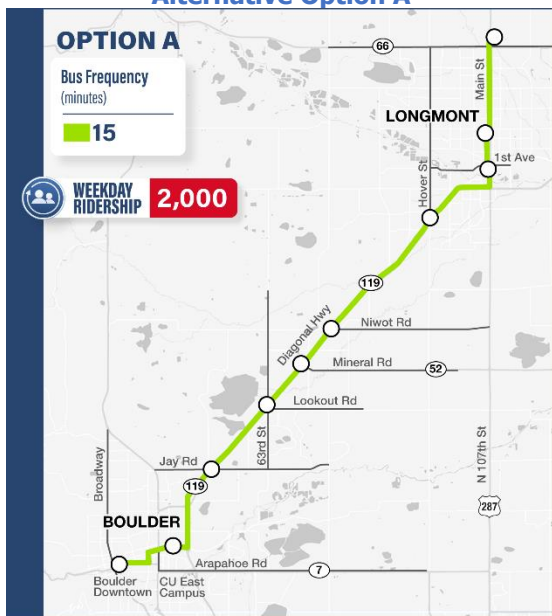 Alternative Option A
OPTION A
Bus Frequency
(minutes)
15
WEEKDAY
RIDERSHIP
2,000
66
Main St
LONGMONT
Hover St
1st Ave
119
Diagonal Hwy
Niwot Rd
Mineral Rd
52
Lookout Rd
63rd St
Jay Rd
119
Broadway
N 107th St
287
BOULDER
Arapahoe Rd
7
Boulder
Downtown
CU East
Campus